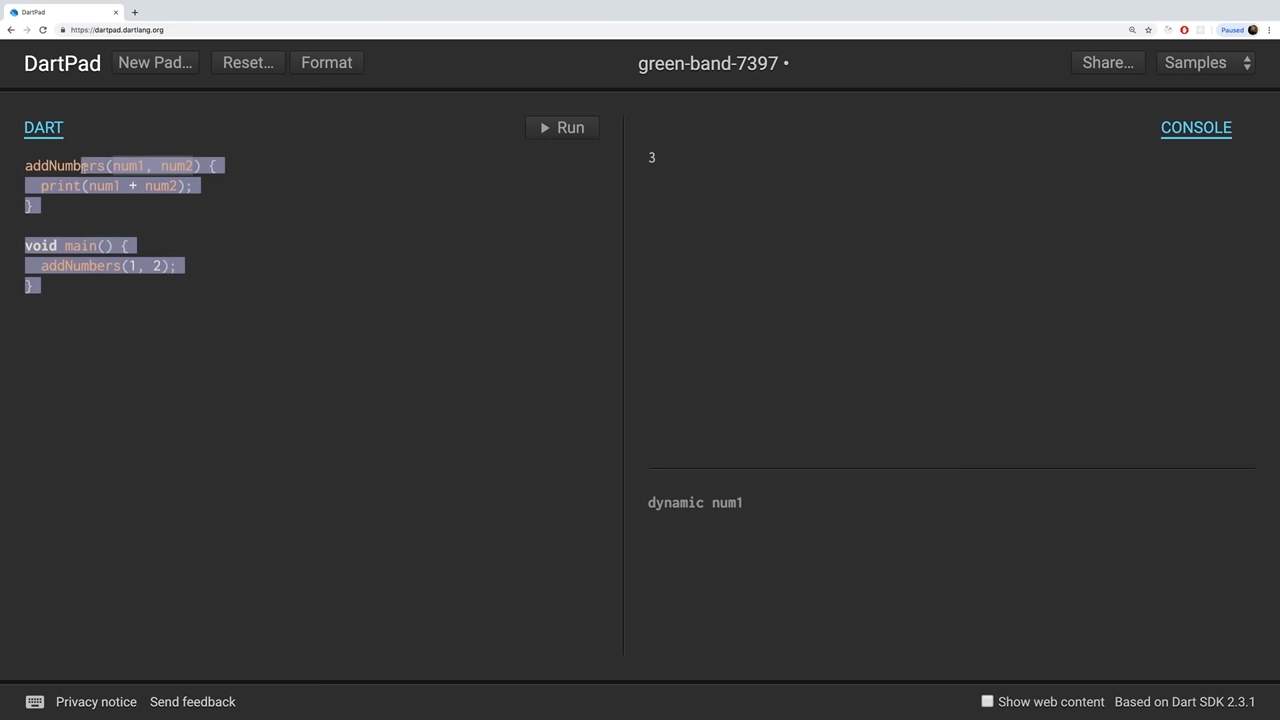 DartPad
https://dartpad.dartlang.org
Paused
DartPad New Pad... Reset... Format green-band-7397 • Share... Samples
DART Run CONSOLE
addNumbers(num1, num2) {
  print(num1 + num2);
}
void main() {
  addNumbers(1, 2);
}
3
dynamic num1
Privacy notice Send feedback Show web content Based on Dart SDK 2.3.1